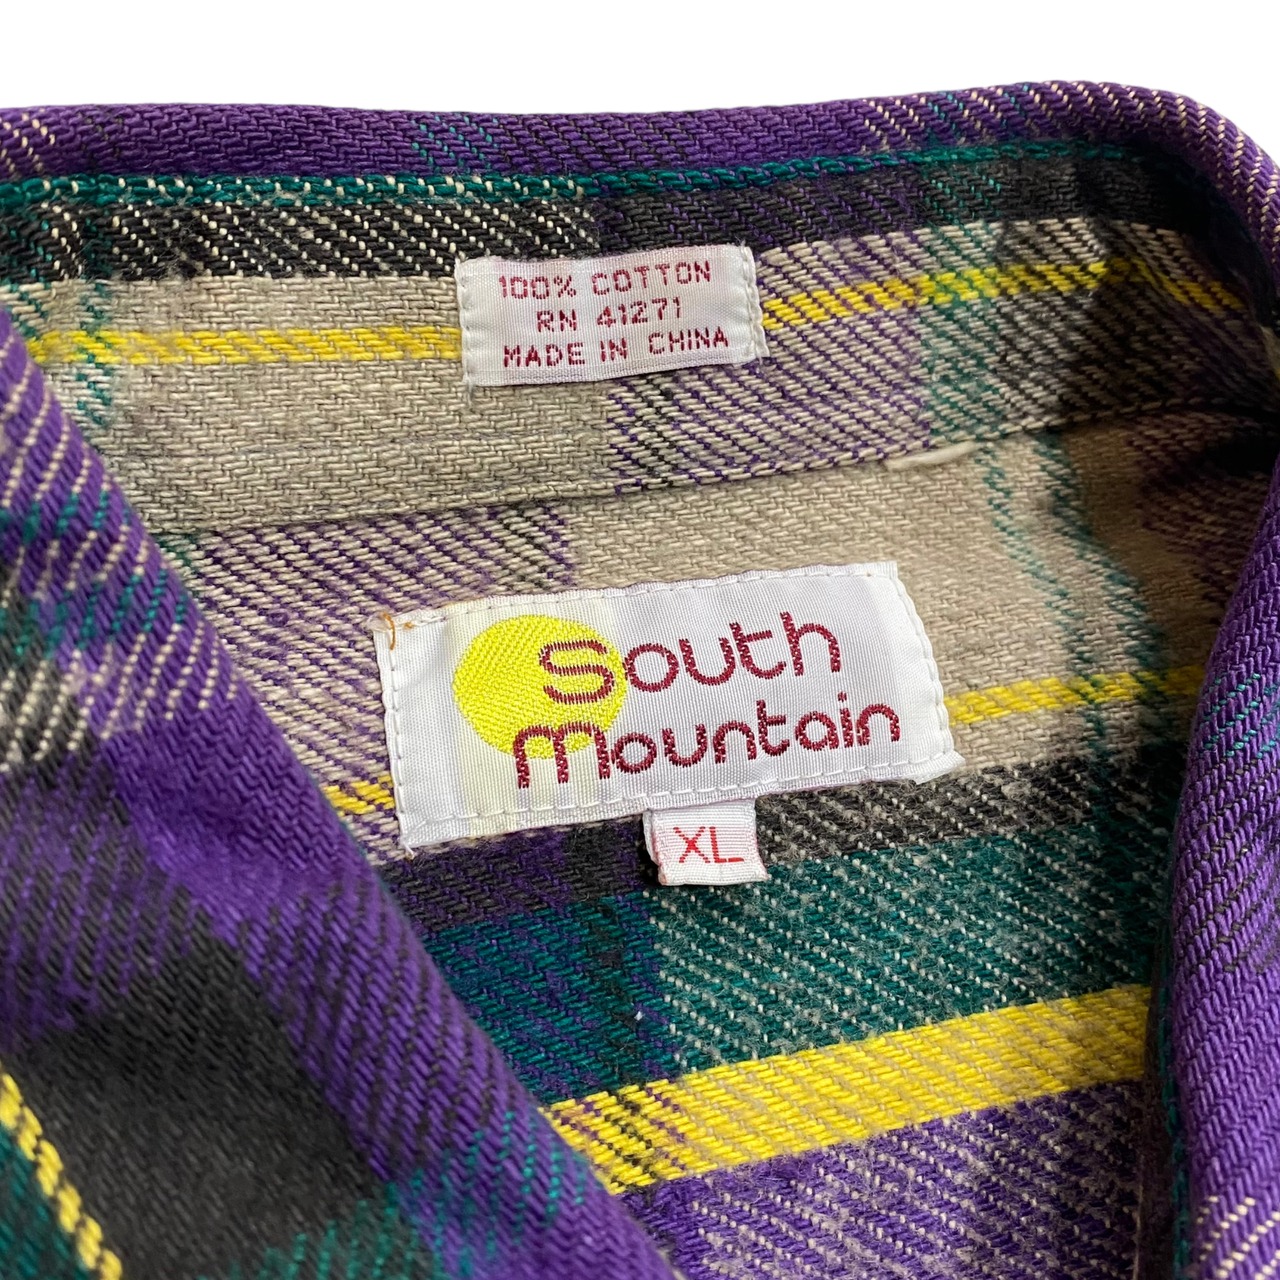 100% COTTON
RN 41271
MADE IN CHINA
South
mountain
XL